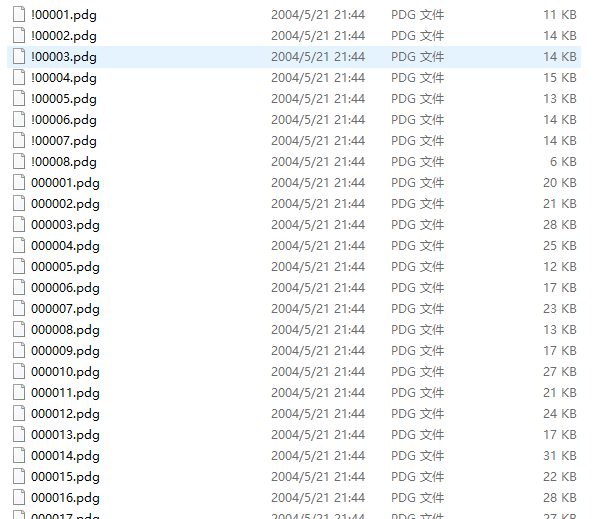 !00001.pdg 2004/5/21 21:44 PDG 文件 11 KB
!00002.pdg 2004/5/21 21:44 PDG 文件 14 KB
!00003.pdg 2004/5/21 21:44 PDG 文件 14 KB
!00004.pdg 2004/5/21 21:44 PDG 文件 15 KB
!00005.pdg 2004/5/21 21:44 PDG 文件 13 KB
!00006.pdg 2004/5/21 21:44 PDG 文件 14 KB
!00007.pdg 2004/5/21 21:44 PDG 文件 14 KB
!00008.pdg 2004/5/21 21:44 PDG 文件 6 KB
000001.pdg 2004/5/21 21:44 PDG 文件 20 KB
000002.pdg 2004/5/21 21:44 PDG 文件 21 KB
000003.pdg 2004/5/21 21:44 PDG 文件 28 KB
000004.pdg 2004/5/21 21:44 PDG 文件 25 KB
000005.pdg 2004/5/21 21:44 PDG 文件 12 KB
000006.pdg 2004/5/21 21:44 PDG 文件 17 KB
000007.pdg 2004/5/21 21:44 PDG 文件 23 KB
000008.pdg 2004/5/21 21:44 PDG 文件 13 KB
000009.pdg 2004/5/21 21:44 PDG 文件 17 KB
000010.pdg 2004/5/21 21:44 PDG 文件 27 KB
000011.pdg 2004/5/21 21:44 PDG 文件 21 KB
000012.pdg 2004/5/21 21:44 PDG 文件 24 KB
000013.pdg 2004/5/21 21:44 PDG 文件 17 KB
000014.pdg 2004/5/21 21:44 PDG 文件 31 KB
000015.pdg 2004/5/21 21:44 PDG 文件 22 KB
000016.pdg 2004/5/21 21:44 PDG 文件 28 KB
000017.pdg 2004/5/21 21:44 PDG 文件 27 KB